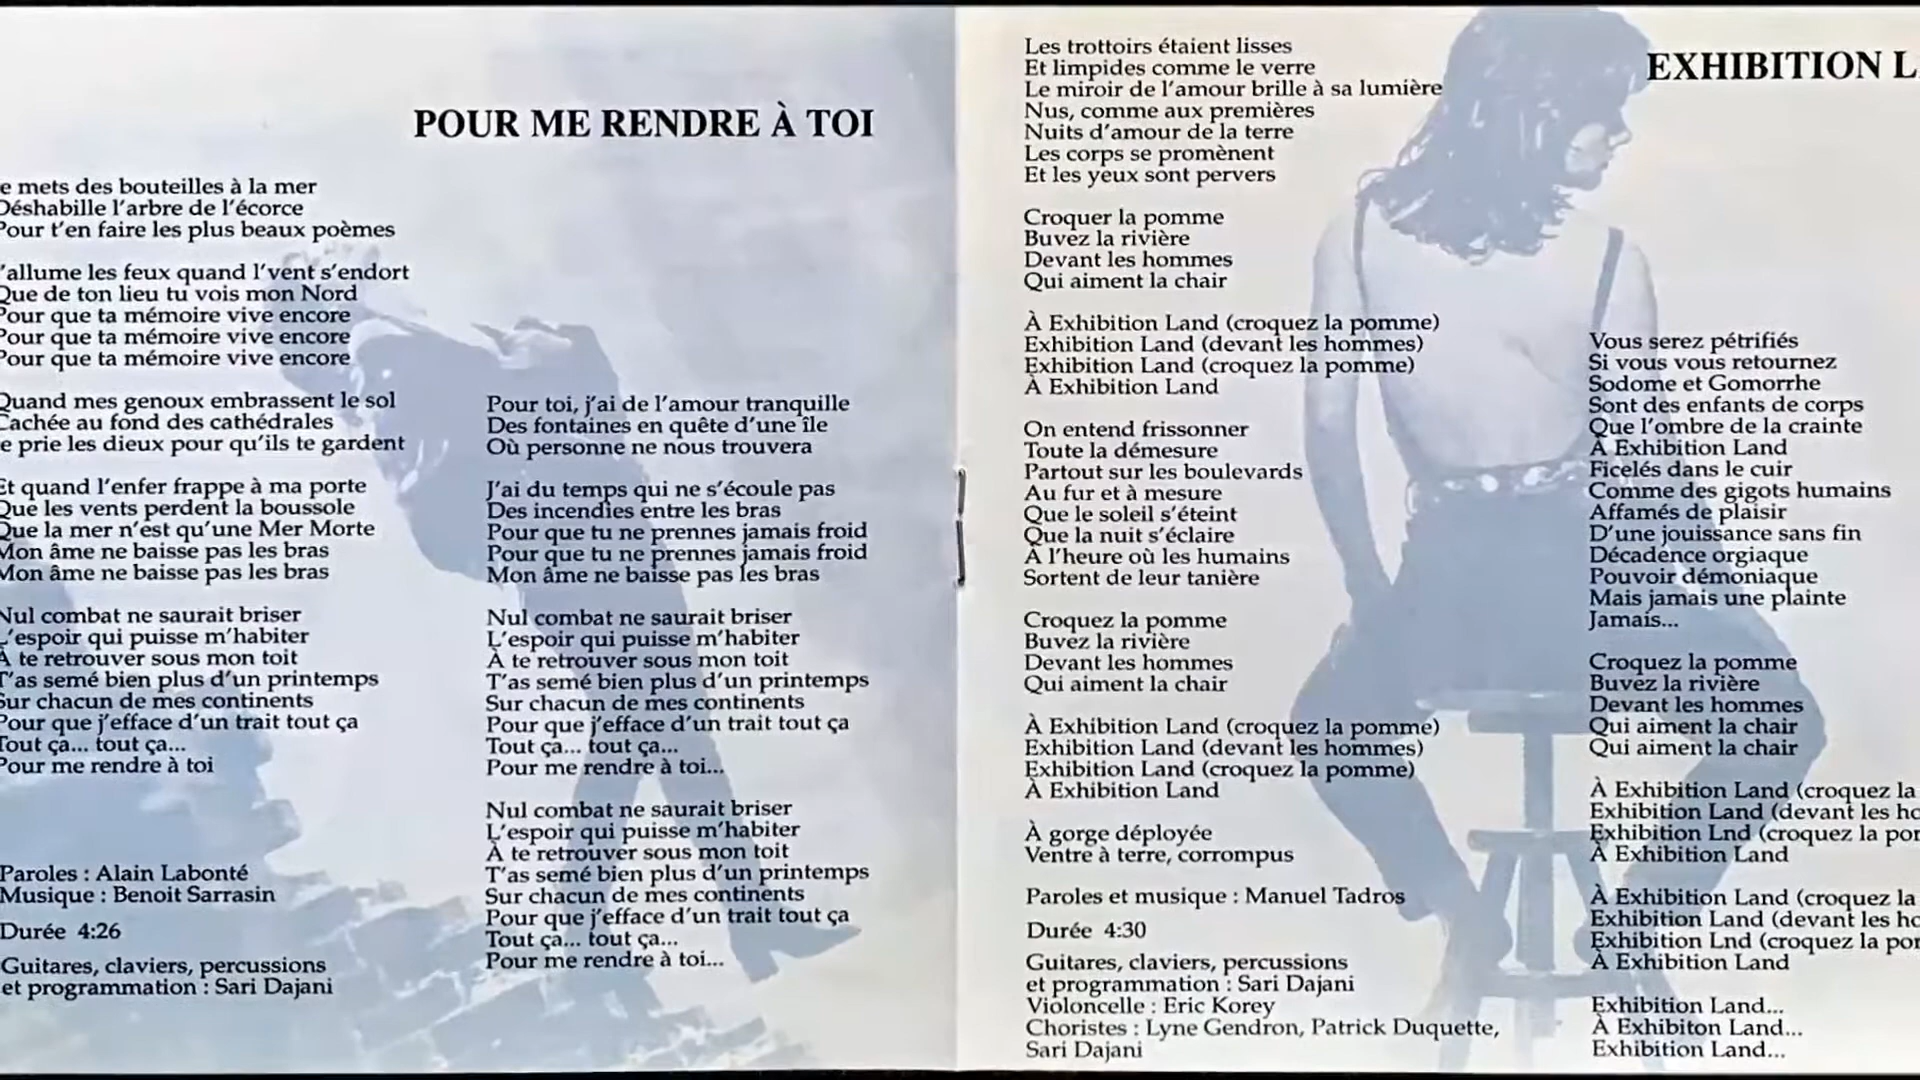 POUR ME RENDRE À TOI
e mets des bouteilles à la mer
Déshabille l'arbre de l'écorce
Pour t'en faire les plus beaux poèmes
'allume les feux quand l'vent s'endort
Que de ton lieu tu vois mon Nord
Pour que ta mémoire vive encore
Pour que ta mémoire vive encore
Pour que ta mémoire vive encore
Quand mes genoux embrassent le sol
Cachée au fond des cathédrales
e prie les dieux pour qu'ils te gardent
Et quand l'enfer frappe à ma porte
Que les vents perdent la boussole
Que la mer n'est qu'une Mer Morte
Mon âme ne baisse pas les bras
Mon âme ne baisse pas les bras
Nul combat ne saurait briser
L'espoir qui puisse m'habiter
À te retrouver sous mon toit
T'as semé bien plus d'un printemps
Sur chacun de mes continents
Pour que j'efface d'un trait tout ça
Tout ça... tout ça...
Pour me rendre à toi
Paroles : Alain Labonté
Musique : Benoit Sarrasin
Durée 4:26
Guitares, claviers, percussions
et programmation : Sari Dajani
Pour toi, j'ai de l'amour tranquille
Des fontaines en quête d'une île
Où personne ne nous trouvera
J'ai du temps qui ne s'écoule pas
Des incendies entre les bras
Pour que tu ne prennes jamais froid
Pour que tu ne prennes jamais froid
Mon âme ne baisse pas les bras
Nul combat ne saurait briser
L'espoir qui puisse m'habiter
À te retrouver sous mon toit
T'as semé bien plus d'un printemps
Sur chacun de mes continents
Pour que j'efface d'un trait tout ça
Tout ça... tout ça...
Pour me rendre à toi...
Nul combat ne saurait briser
L'espoir qui puisse m'habiter
À te retrouver sous mon toit
T'as semé bien plus d'un printemps
Sur chacun de mes continents
Pour que j'efface d'un trait tout ça
Tout ça... tout ça...
Pour me rendre à toi...
EXHIBITION L
Les trottoirs étaient lisses
Et limpides comme le verre
Le miroir de l'amour brille à sa lumière
Nus, comme aux premières
Nuits d'amour de la terre
Les corps se promènent
Et les yeux sont pervers
Croquer la pomme
Buvez la rivière
Devant les hommes
Qui aiment la chair
À Exhibition Land (croquez la pomme)
Exhibition Land (devant les hommes)
Exhibition Land (croquez la pomme)
À Exhibition Land
On entend frissonner
Toute la démesure
Partout sur les boulevards
Au fur et à mesure
Que le soleil s'éteint
Que la nuit s'éclaire
À l'heure où les humains
Sortent de leur tanière
Croquez la pomme
Buvez la rivière
Devant les hommes
Qui aiment la chair
À Exhibition Land (croquez la pomme)
Exhibition Land (devant les hommes)
Exhibition Land (croquez la pomme)
À Exhibition Land
À gorge déployée
Ventre à terre, corrompus
Paroles et musique : Manuel Tadros
Durée 4:30
Guitares, claviers, percussions
et programmation : Sari Dajani
Violoncelle : Eric Korey
Choristes : Lyne Gendron, Patrick Duquette,
Sari Dajani
Vous serez pétrifiés
Si vous vous retournez
Sodome et Gomorrhe
Sont des enfants de corps
Que l'ombre de la crainte
À Exhibition Land
Ficelés dans le cuir
Comme des gigots humains
Affamés de plaisir
D'une jouissance sans fin
Décadence orgiaque
Pouvoir démoniaque
Mais jamais une plainte
Jamais...
Croquez la pomme
Buvez la rivière
Devant les hommes
Qui aiment la chair
Qui aiment la chair
À Exhibition Land (croquez la
Exhibition Land (devant les ho
Exhibition Lnd (croquez la po
À Exhibition Land
À Exhibition Land (croquez la
Exhibition Land (devant les ho
Exhibition Lnd (croquez la po
À Exhibition Land
Exhibition Land...
À Exhibiton Land...
Exhibition Land...